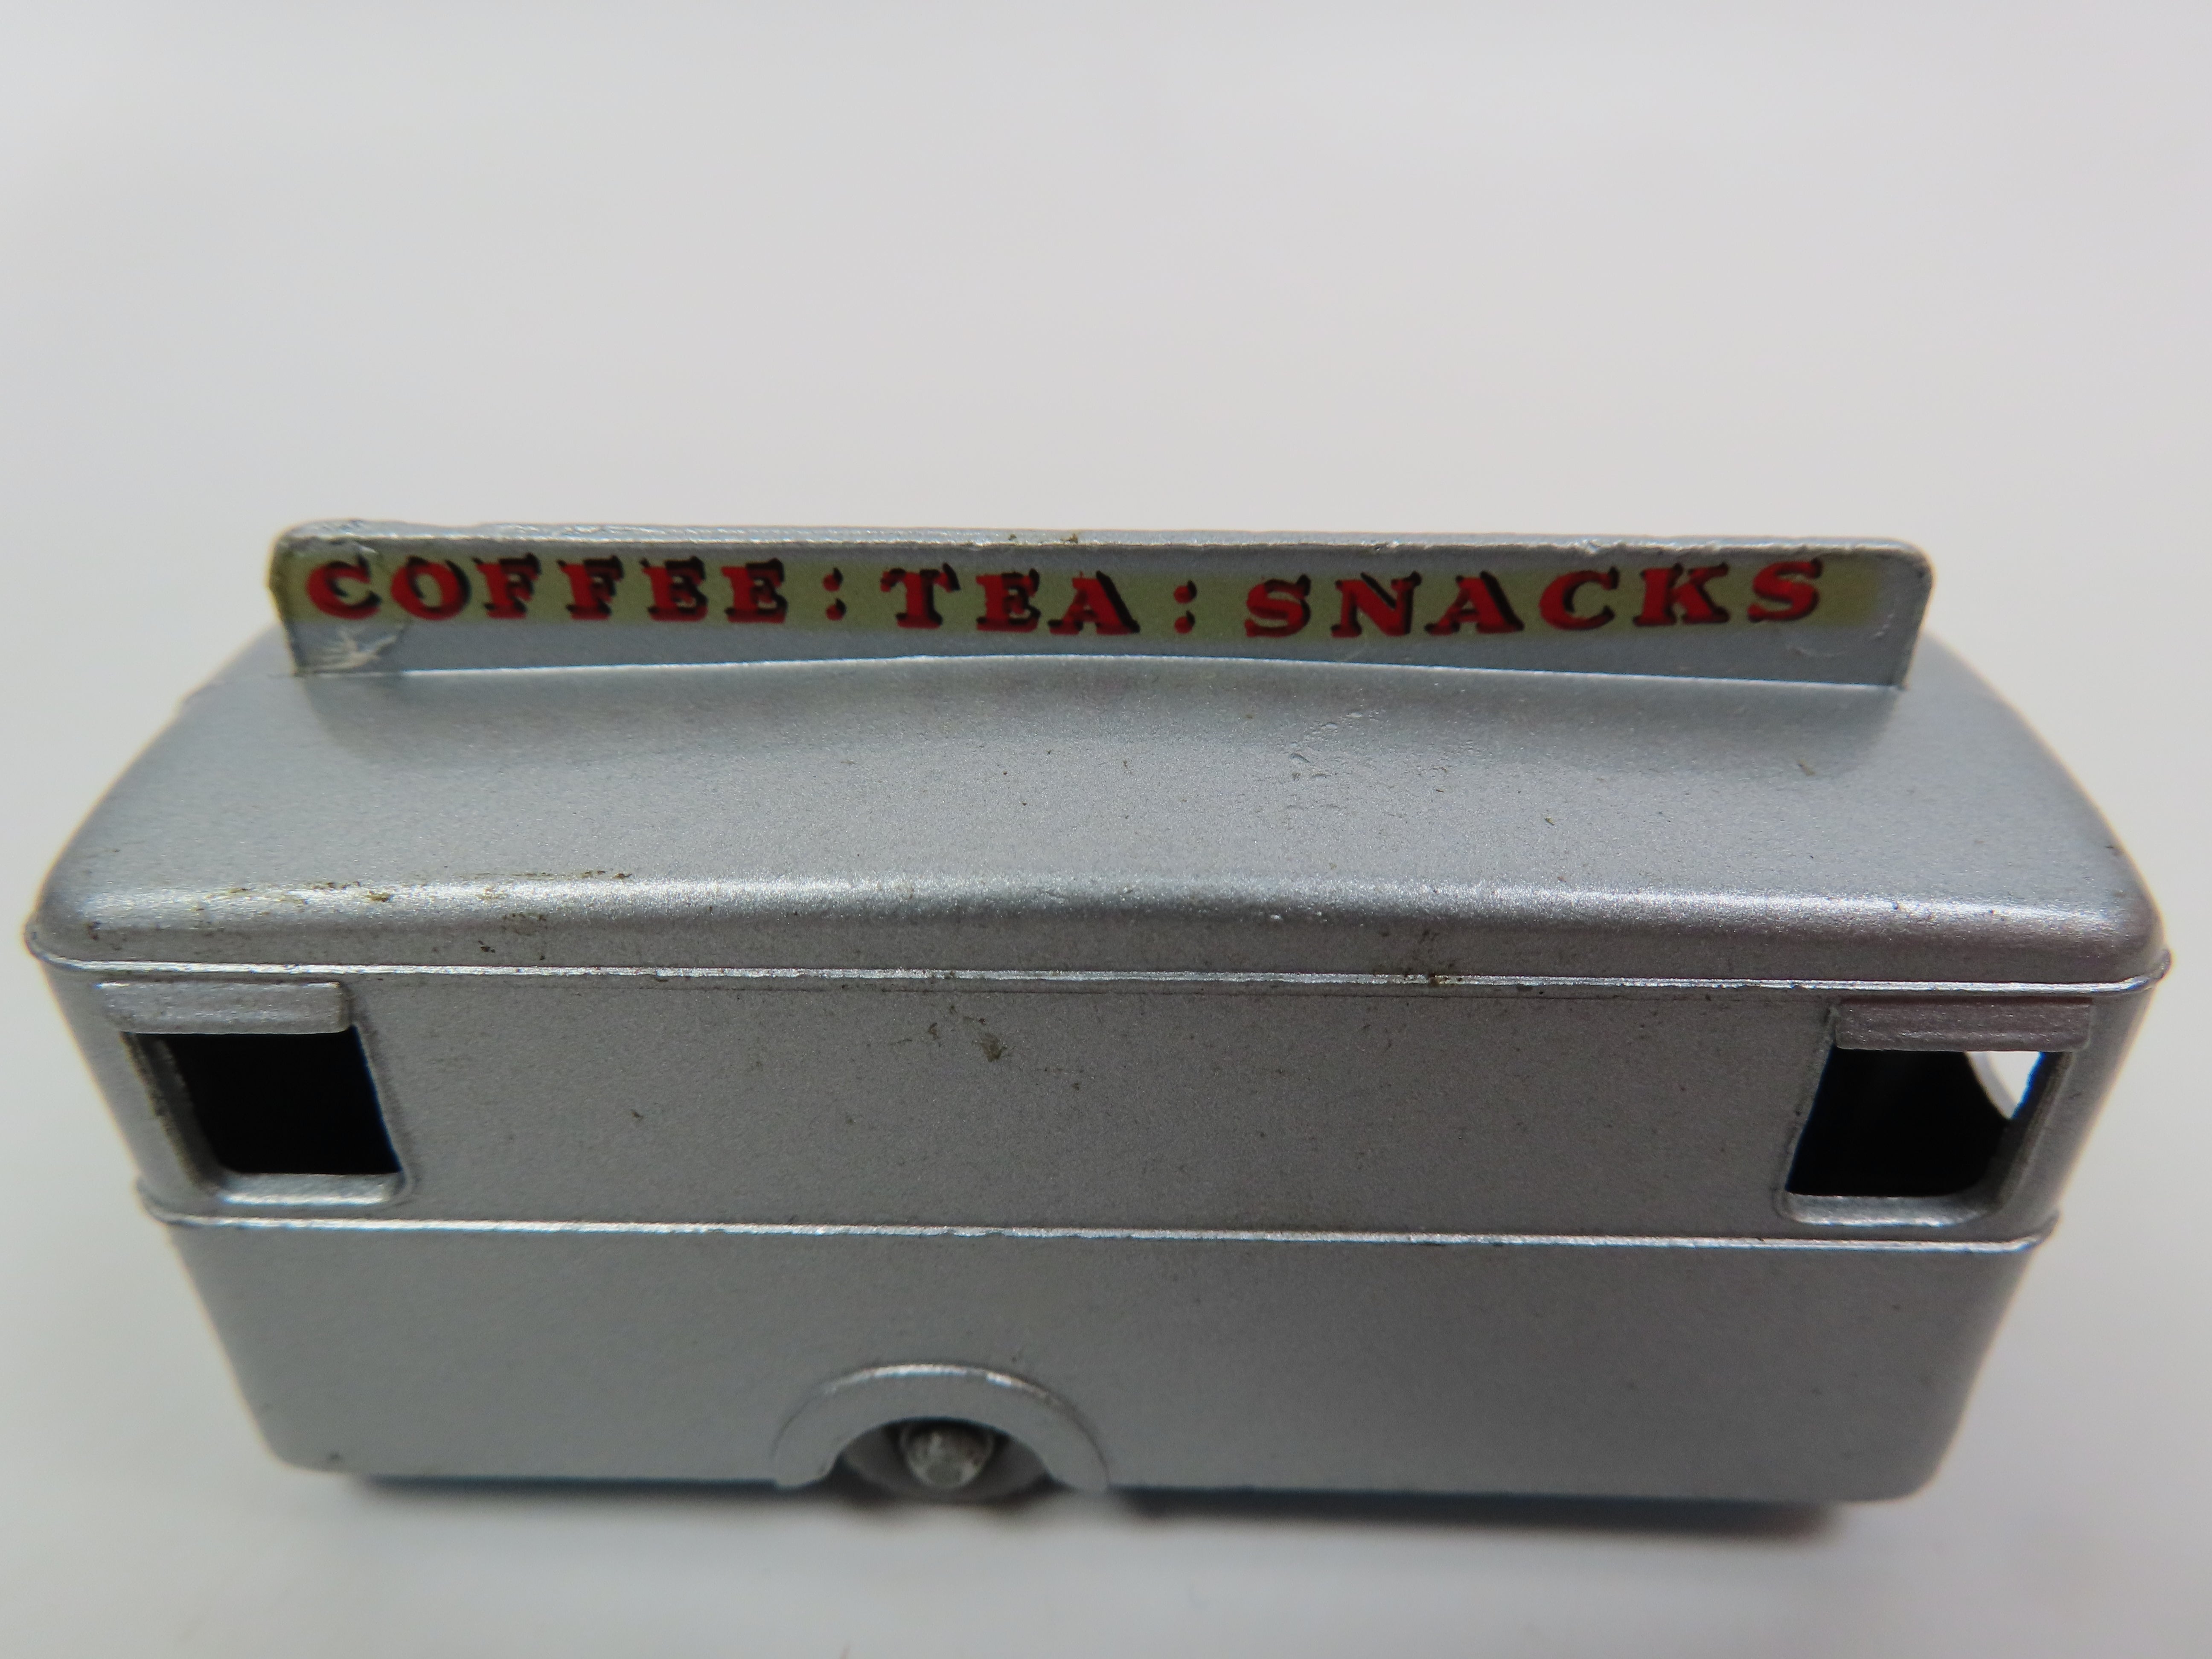 COFFEE : TEA : SNACKS